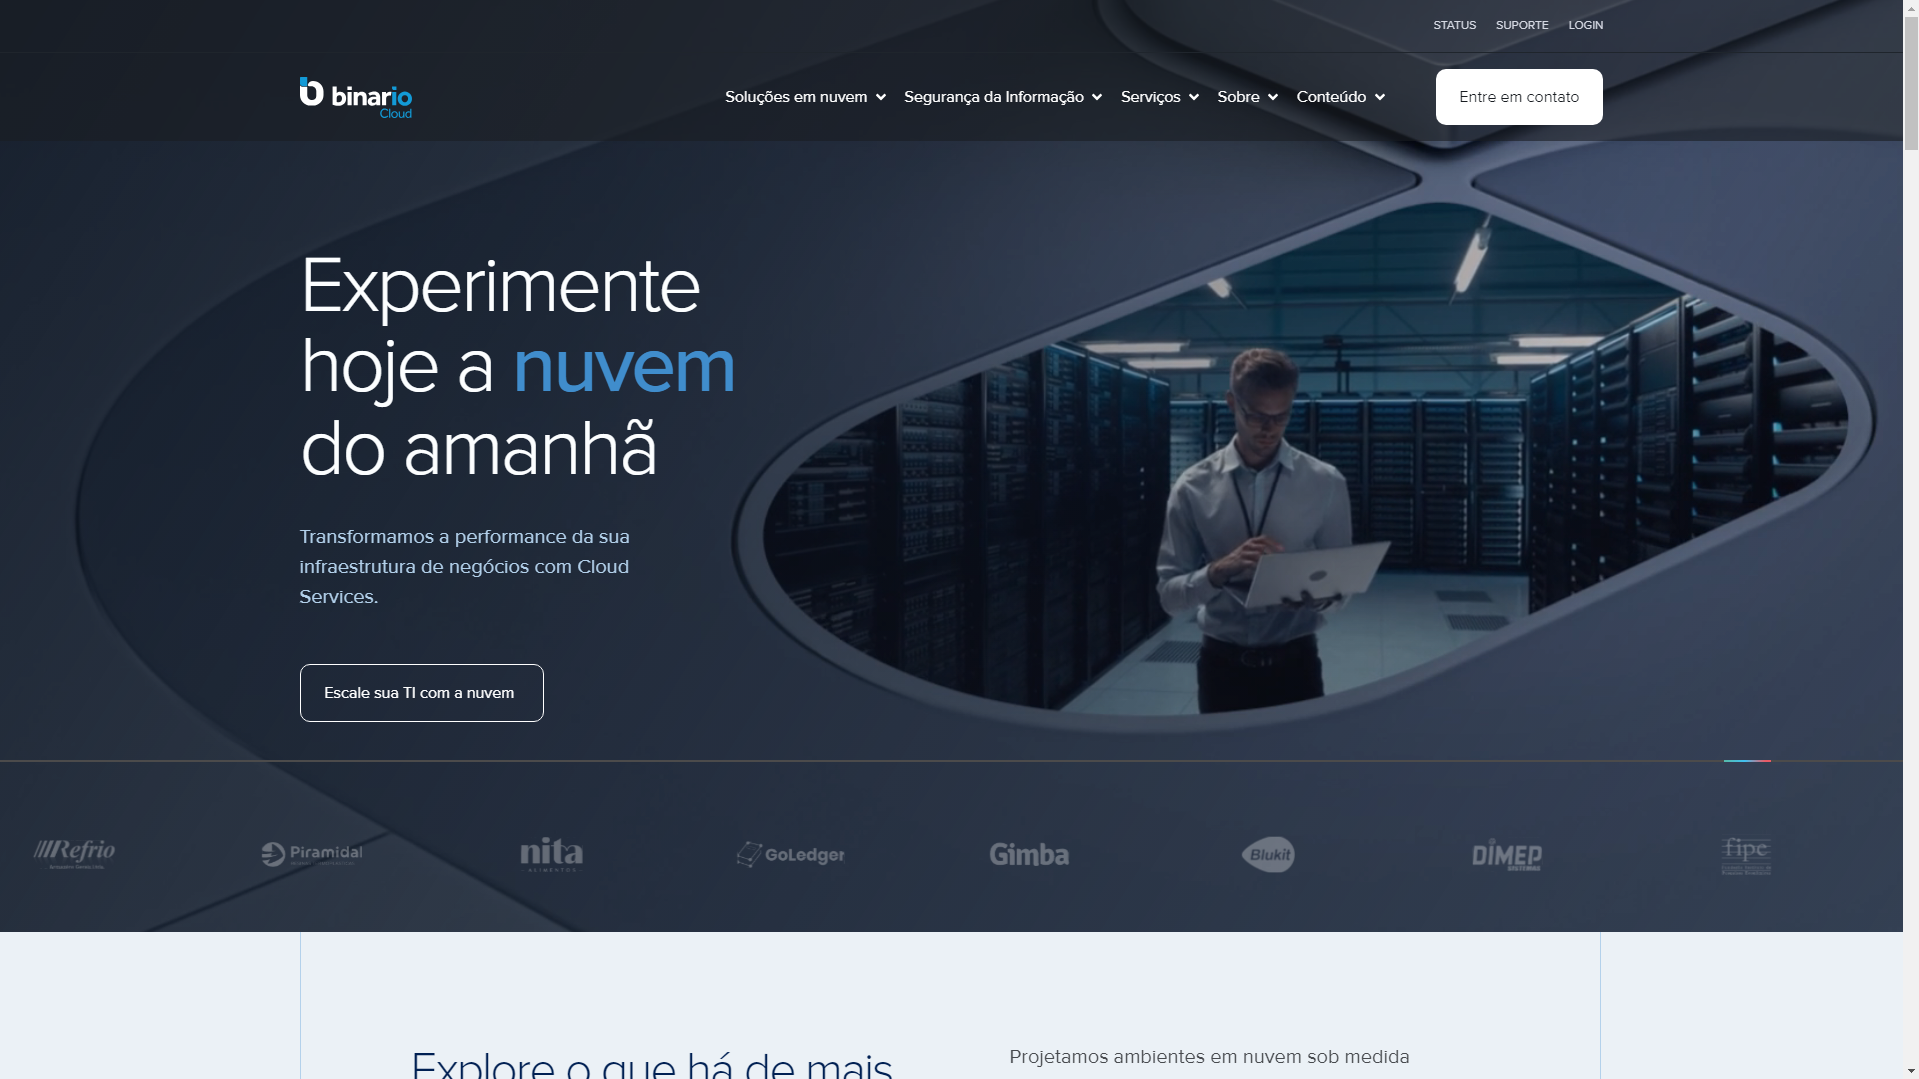 STATUS SUPORTE LOGIN
binario
Cloud
Soluções em nuvem Segurança da Informação Serviços Sobre Conteúdo Entre em contato
Experimente
hoje a nuvem
do amanhã
Transformamos a performance da sua
infraestrutura de negócios com Cloud
Services.
Escale sua TI com a nuvem
Refrio
Piramidal
nita
ALIMENTOS
GoLedger
Gimba
Blukit
DIMEP
SISTEMAS
fipe
Explore o que há de mais
Projetamos ambientes em nuvem sob medida